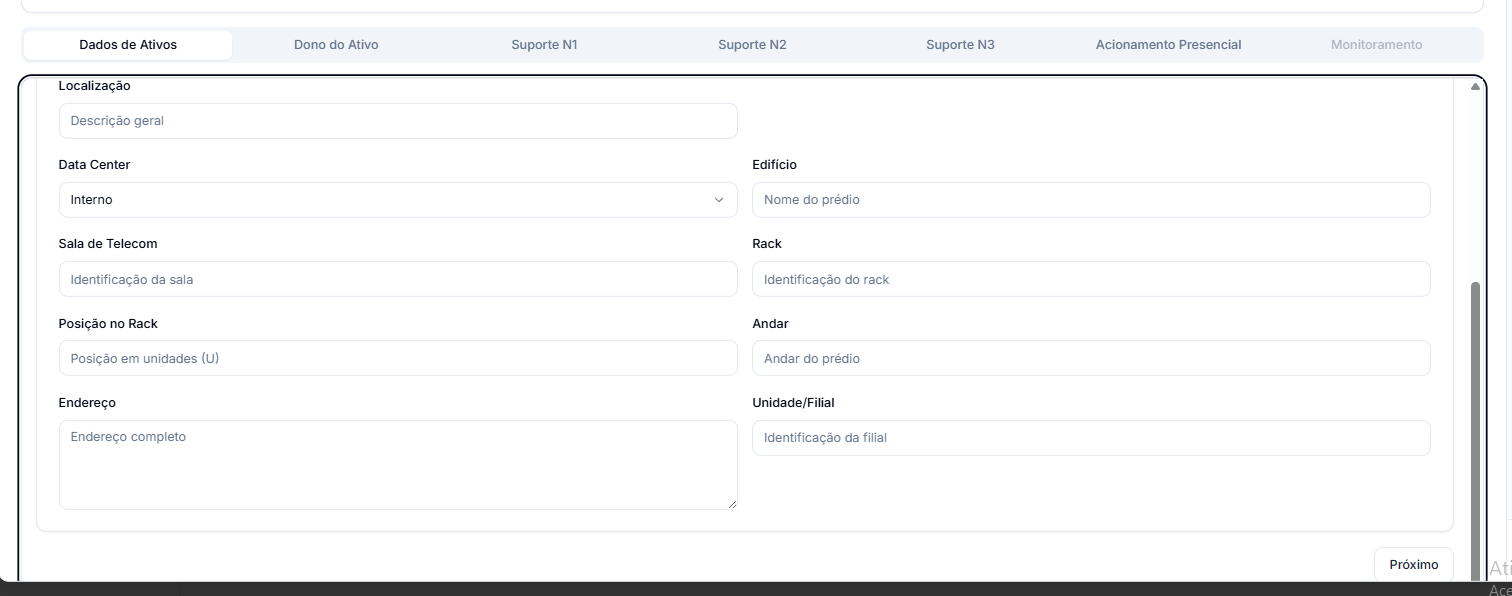 Dados de Ativos
Dono do Ativo
Suporte N1
Suporte N2
Suporte N3
Acionamento Presencial
Monitoramento
Localização
Descrição geral
Data Center
Edifício
Interno
Nome do prédio
Sala de Telecom
Rack
Identificação da sala
Identificação do rack
Posição no Rack
Andar
Posição em unidades (U)
Andar do prédio
Endereço
Unidade/Filial
Endereço completo
Identificação da filial
Próximo